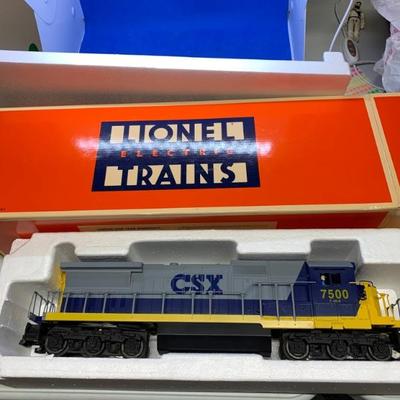 LIONEL
ELECTRIC
TRAINS
CSX
7500